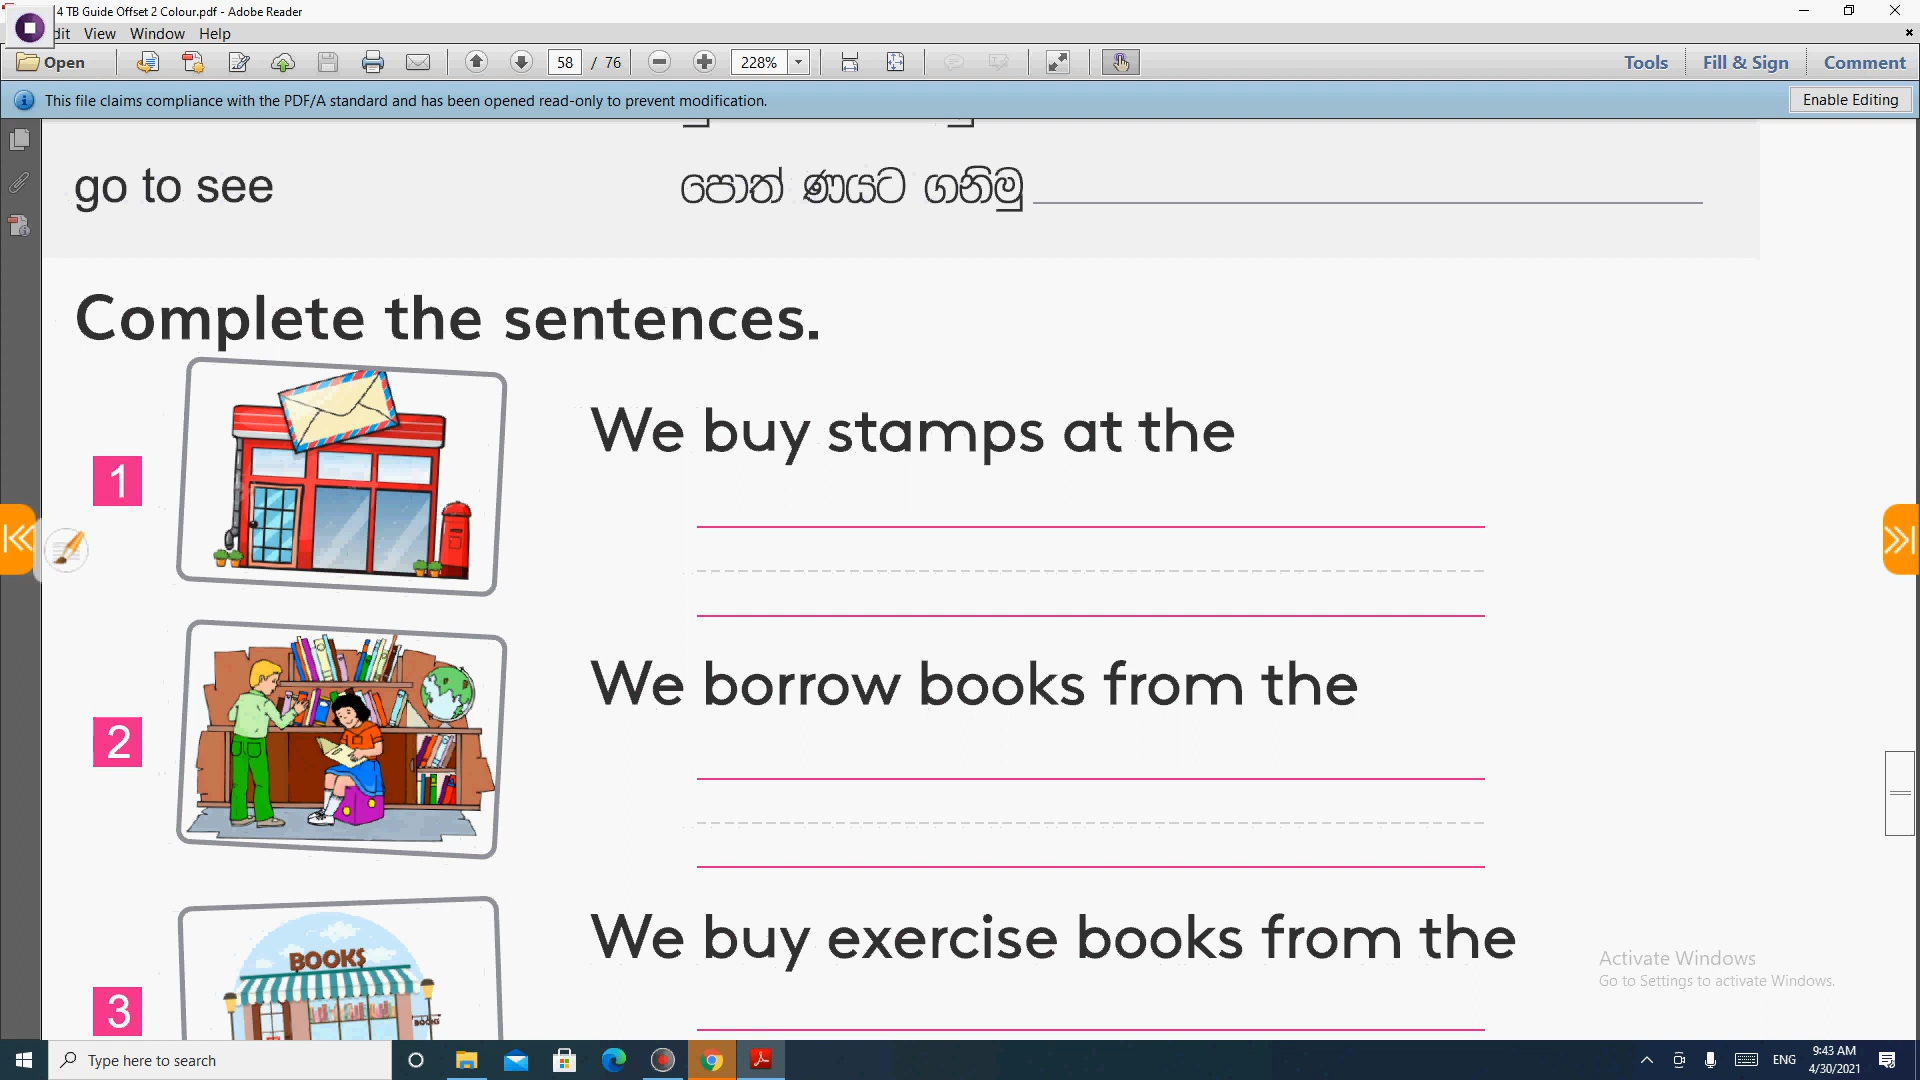 4 TB Guide Offset 2 Colour.pdf - Adobe Reader
dit View Window Help
Open 58 / 76 228% Tools Fill & Sign Comment
This file claims compliance with the PDF/A standard and has been opened read-only to prevent modification. Enable Editing
go to see පොත් ණයට ගනිමු
Complete the sentences.
1 We buy stamps at the
2 We borrow books from the
3 We buy exercise books from the
BOOKS
BOOKS
Activate Windows
Go to Settings to activate Windows.
Type here to search ENG 9:43 AM
4/30/2021